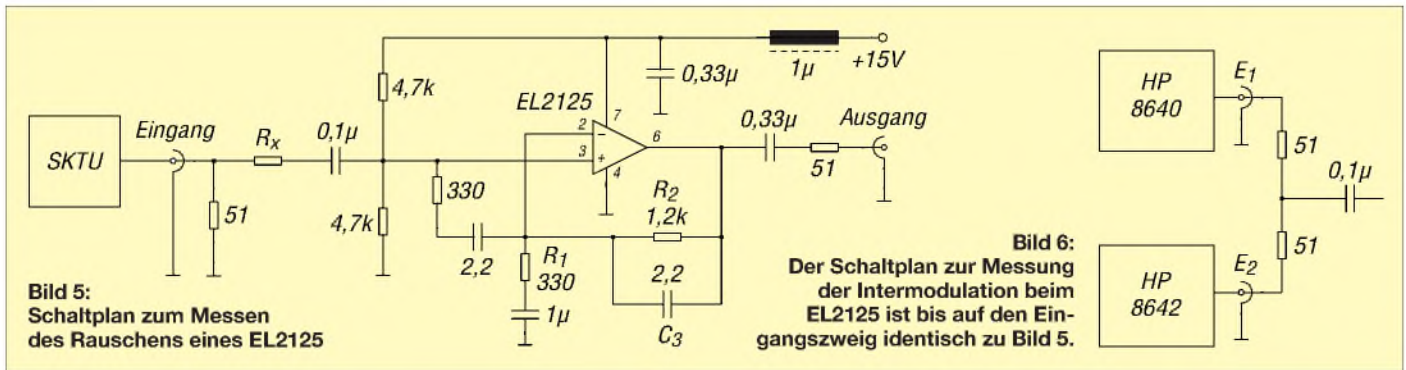 SKTU
Eingang
51
Rx
0,1µ
4,7k
4,7k
330
2,2
EL2125
2
3
7
4
6
R1
330
1µ
R2
1,2k
2,2
C3
0,33µ
1µ
+15V
0,33µ
51
Ausgang
Bild 5:
Schaltplan zum Messen
des Rauschens eines EL2125
HP
8640
E1
51
0,1µ
51
HP
8642
E2
Bild 6:
Der Schaltplan zur Messung
der Intermodulation beim
EL2125 ist bis auf den Ein-
gangszweig identisch zu Bild 5.